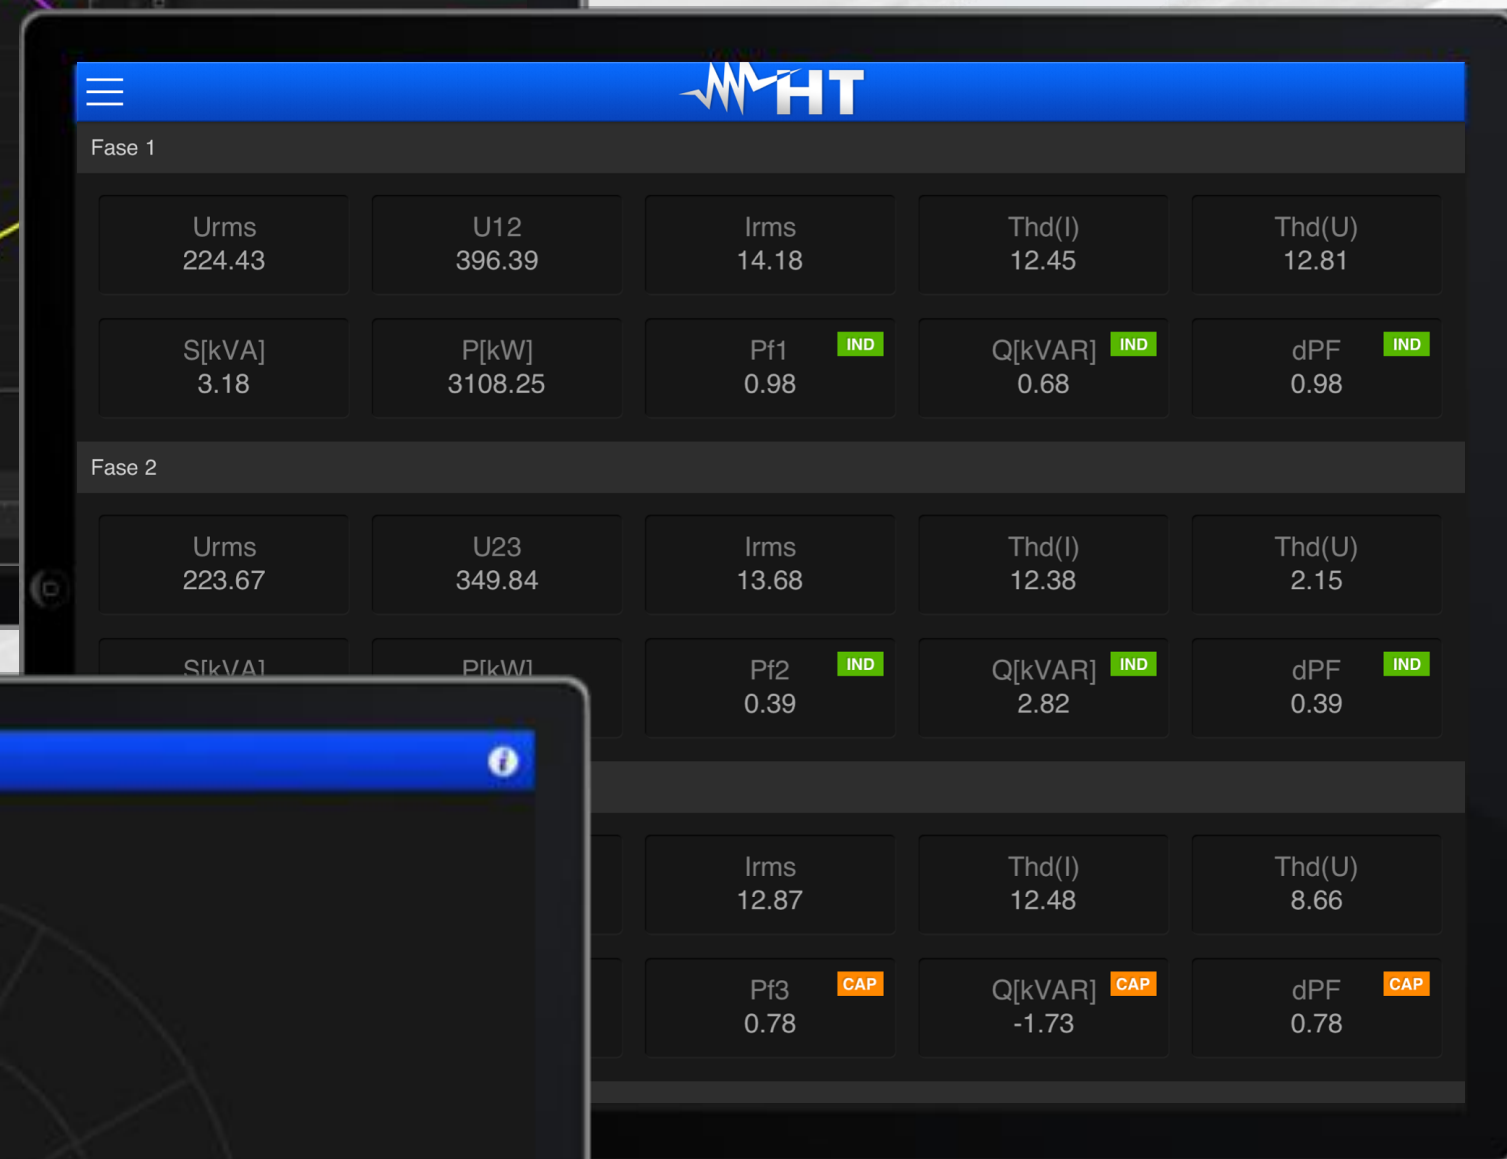 HT
Fase 1
Urms U12 Irms Thd(I) Thd(U)
224.43 396.39 14.18 12.45 12.81
S[kVA] P[kW] Pf1 IND Q[kVAR] IND dPF IND
3.18 3108.25 0.98 0.68 0.98
Fase 2
Urms U23 Irms Thd(I) Thd(U)
223.67 349.84 13.68 12.38 2.15
S[kVA] P[kW] Pf2 IND Q[kVAR] IND dPF IND
0.39 2.82 0.39
Irms Thd(I) Thd(U)
12.87 12.48 8.66
Pf3 CAP Q[kVAR] CAP dPF CAP
0.78 -1.73 0.78